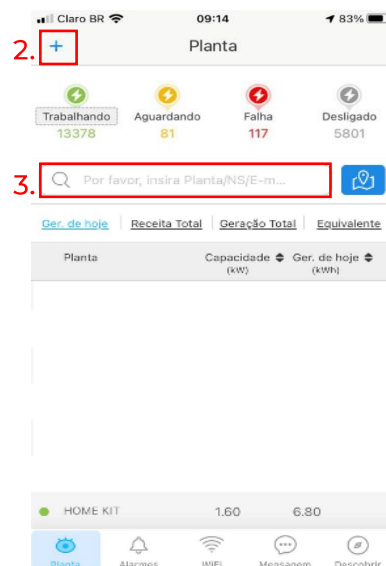 Claro BR 09:14 83%
2. + Planta
Trabalhando Aguardando Falha Desligado
13378 81 117 5801
3. Por favor, insira Planta/NS/E-m...
Ger. de hoje Receita Total Geração Total Equivalente
Planta Capacidade Ger. de hoje
(kW) (kWh)
HOME KIT 1.60 6.80
Planta Alarmes WiFi Mensagem Descobrir